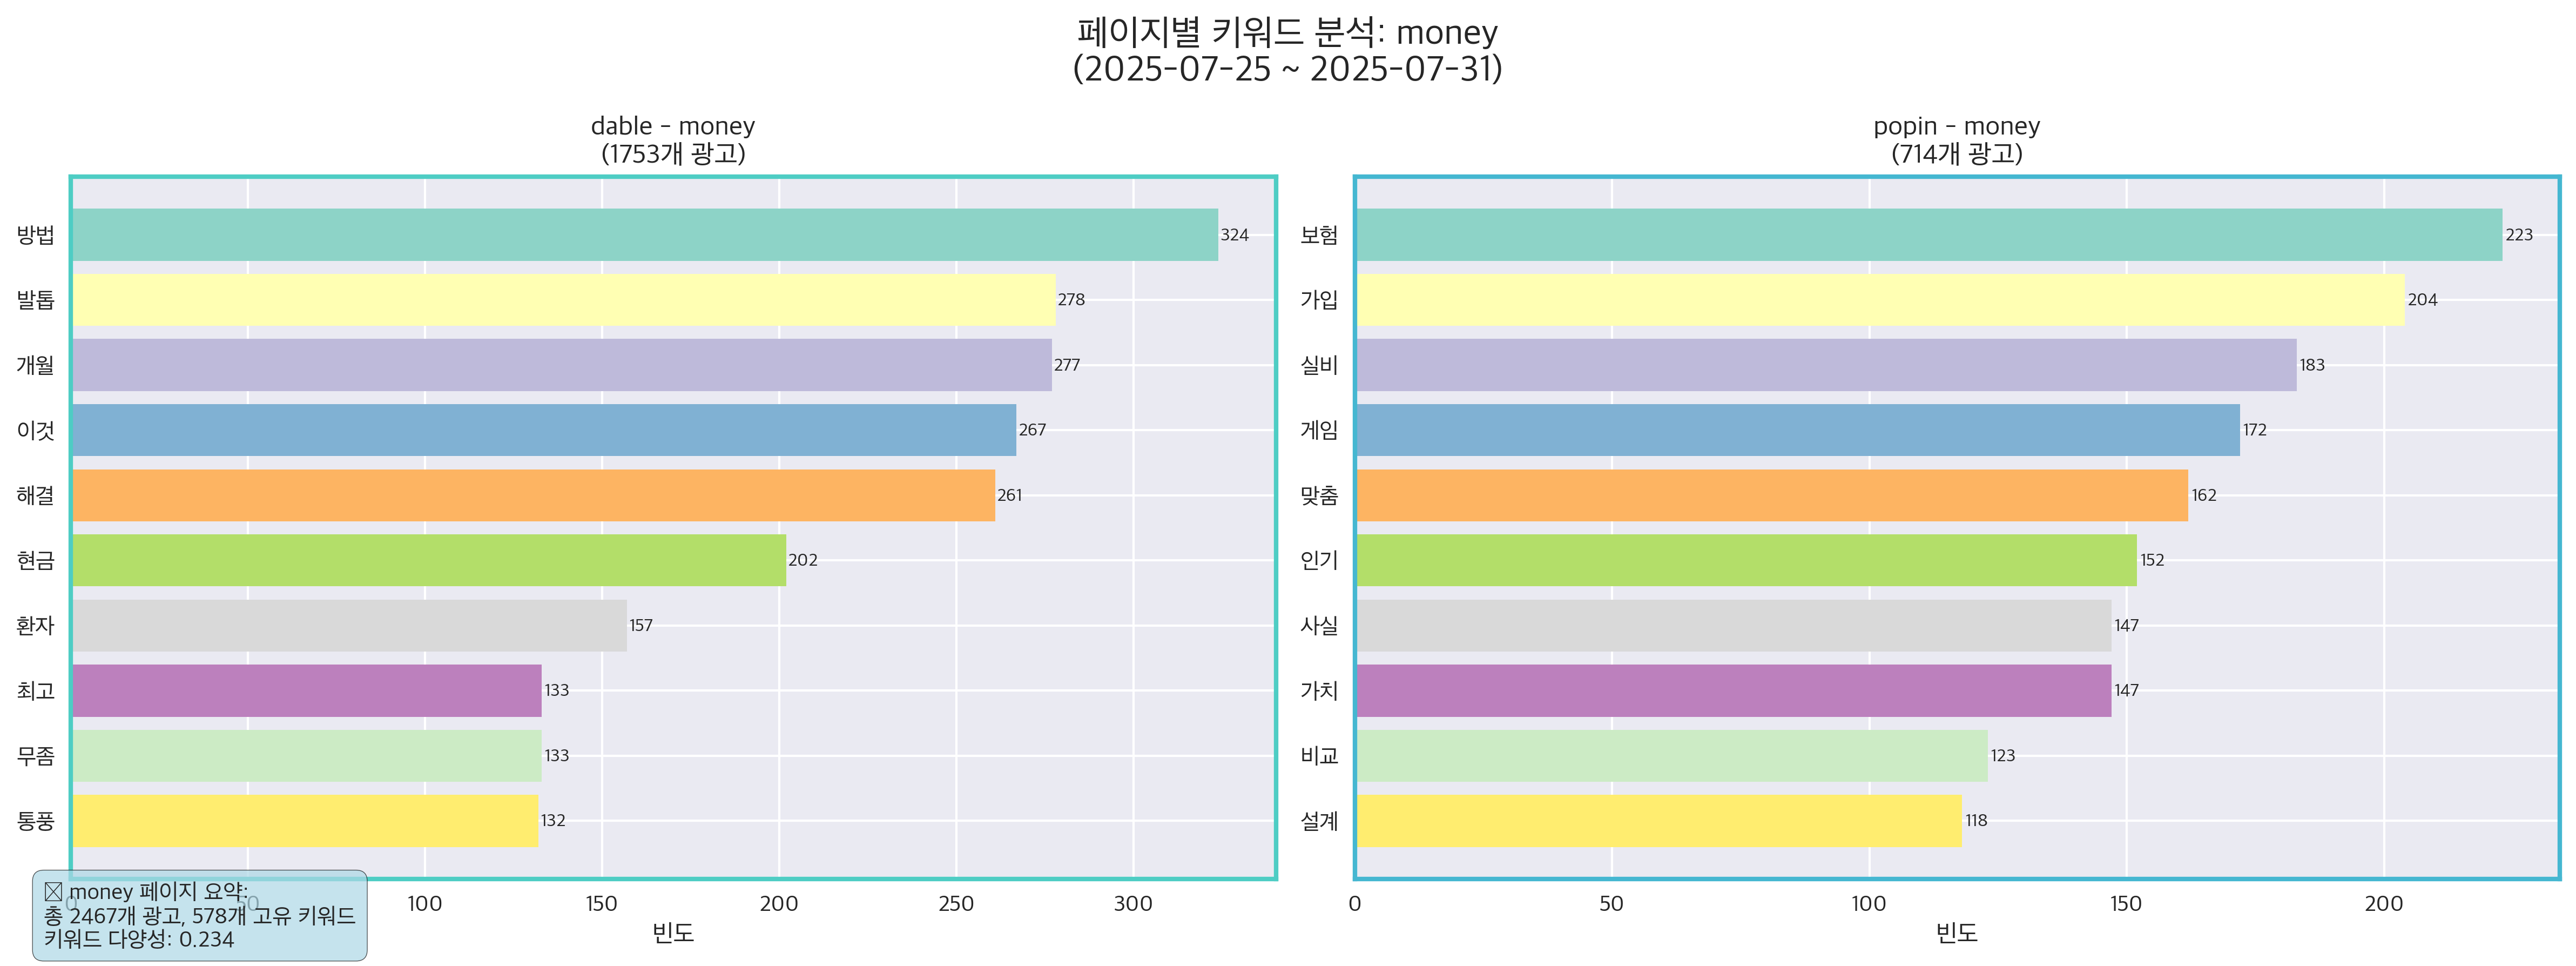 페이지별 키워드 분석: money
(2025-07-25 ~ 2025-07-31)
dable - money
(1753개 광고)
방법 324
발톱 278
개월 277
이것 267
해결 261
현금 202
환자 157
최고 133
무좀 133
통풍 132
0 50 100 150 200 250 300
빈도
money 페이지 요약:
총 2467개 광고, 578개 고유 키워드
키워드 다양성: 0.234
popin - money
(714개 광고)
보험 223
가입 204
실비 183
게임 172
맞춤 162
인기 152
사실 147
가치 147
비교 123
설계 118
0 50 100 150 200
빈도